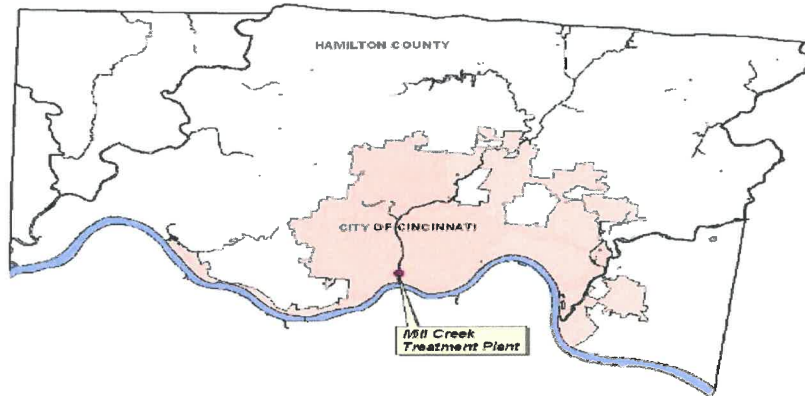 HAMILTON COUNTY
CITY OF CINCINNATI
Mill Creek
Treatment Plant